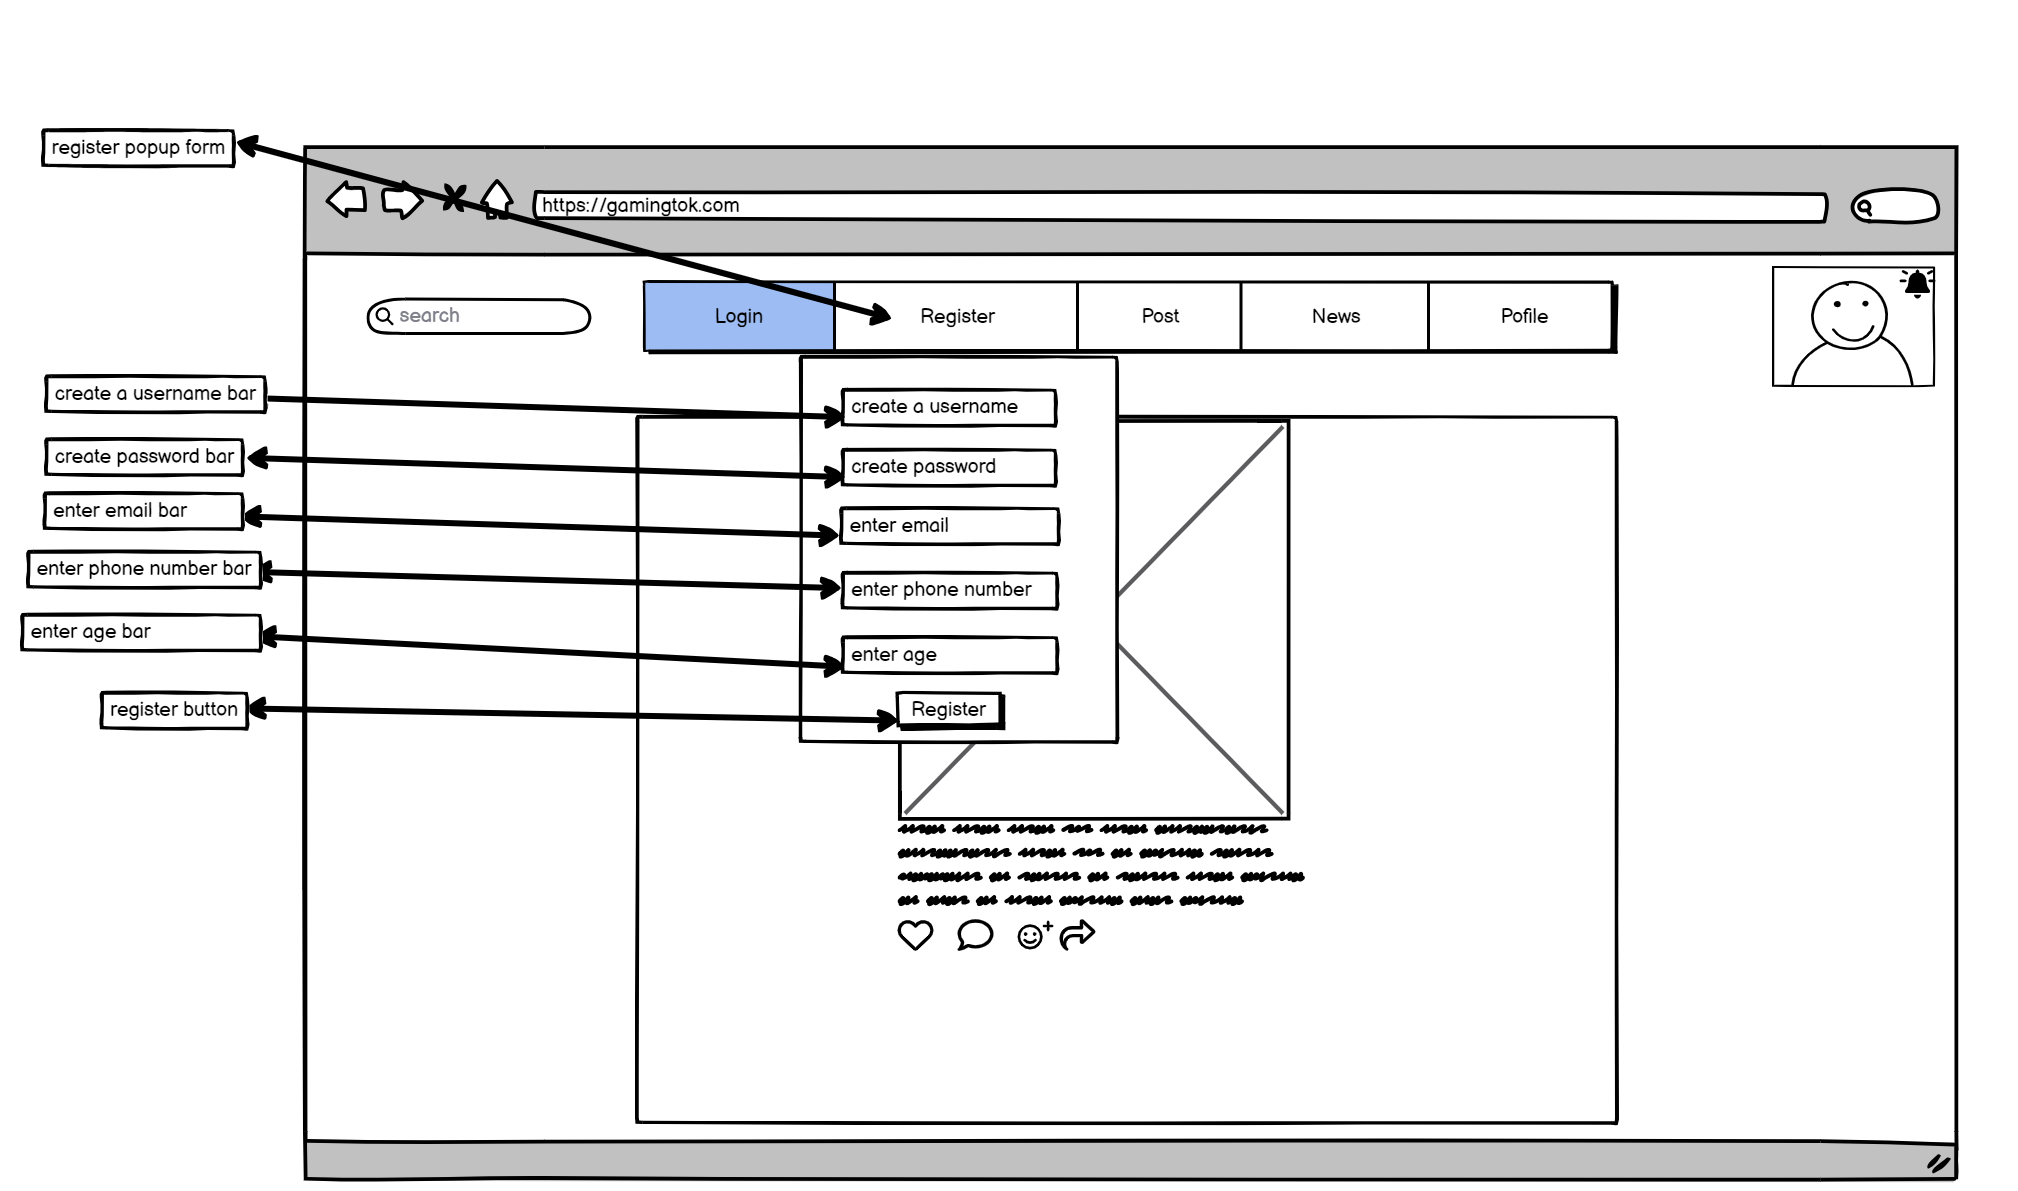 register popup form
https://gamingtok.com
search
Login
Register
Post
News
Pofile
create a username bar
create a username
create password bar
create password
enter email bar
enter email
enter phone number bar
enter phone number
enter age bar
enter age
register button
Register